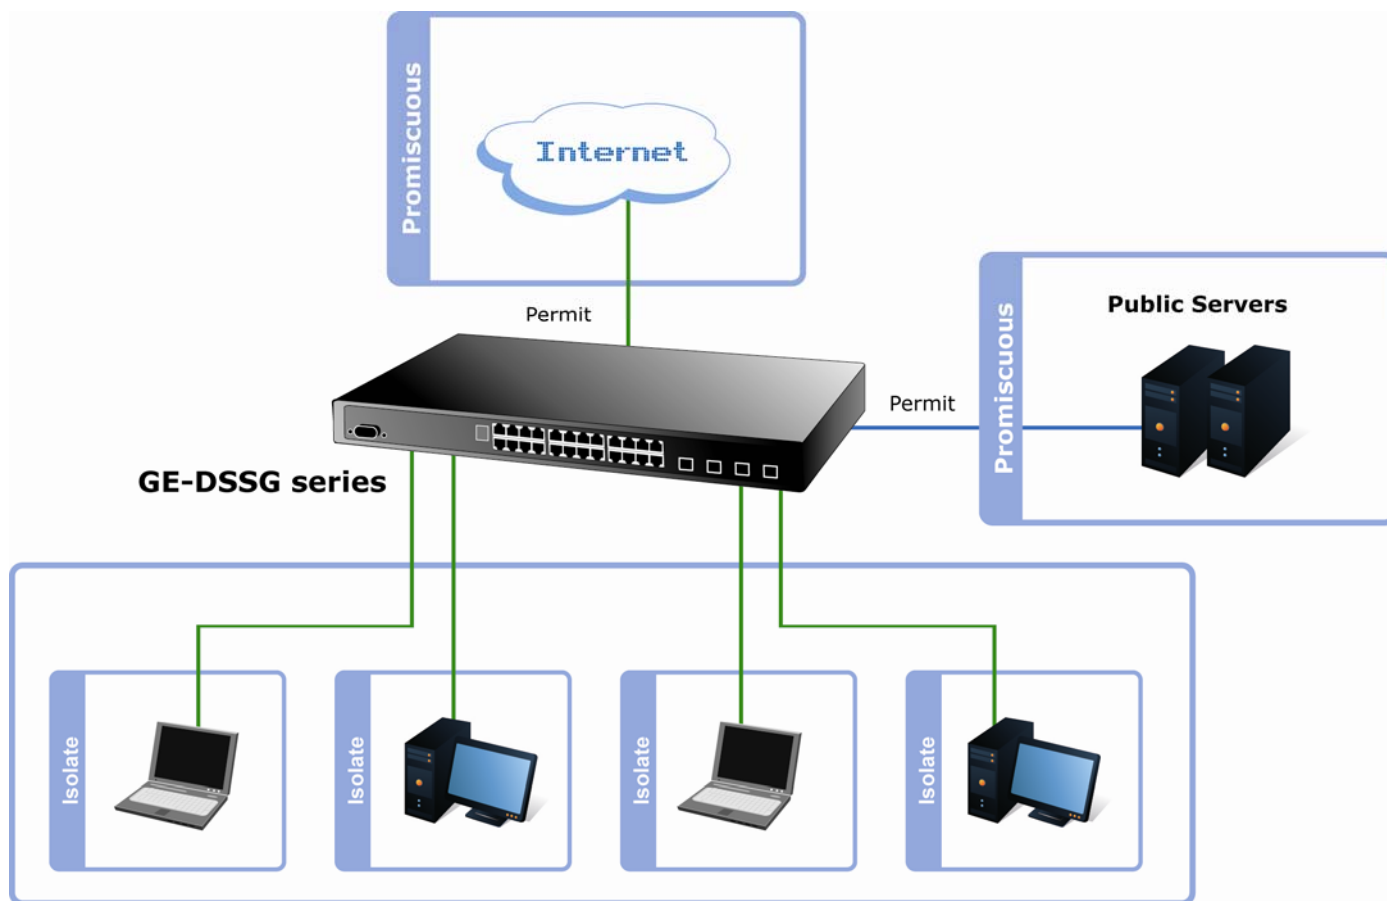 Promiscuous
Internet
Permit
Promiscuous
Public Servers
Permit
GE-DSSG series
Isolate
Isolate
Isolate
Isolate